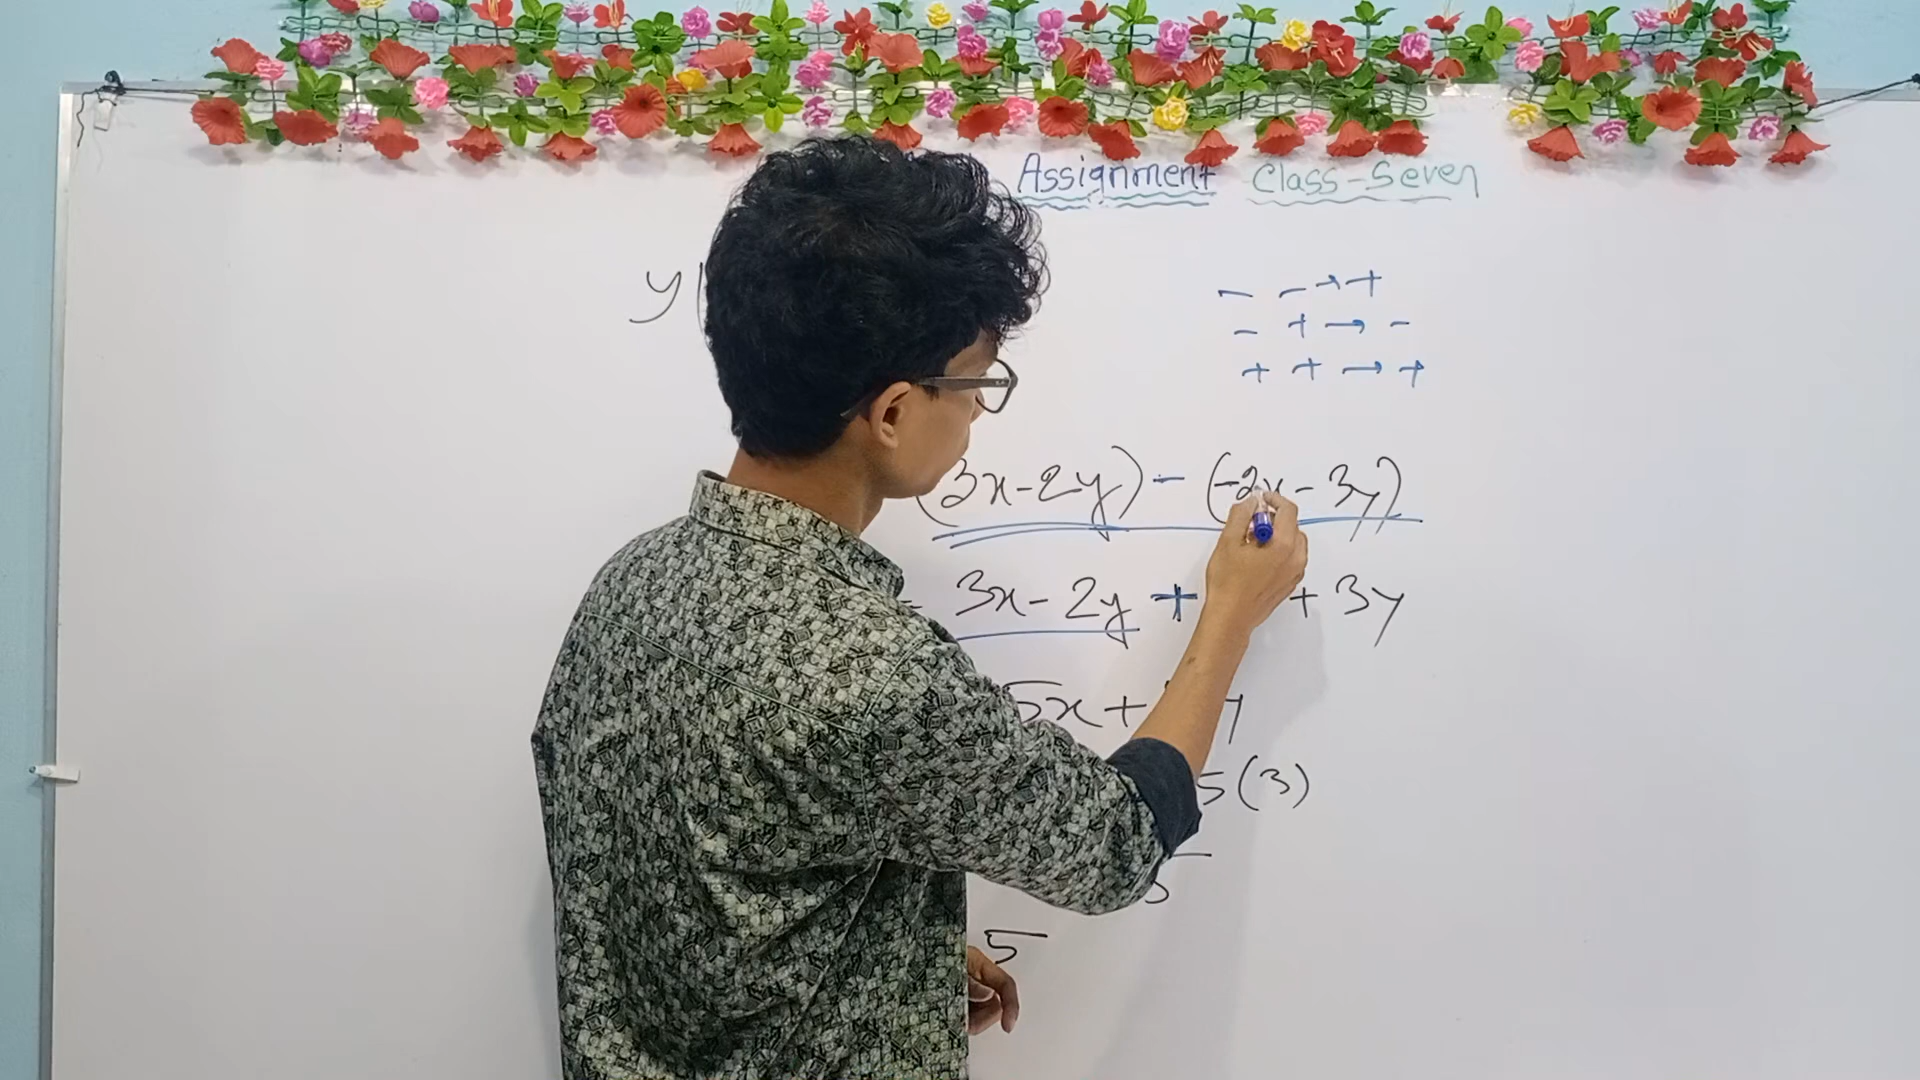 Assignment Class-Seven
y
- - → +
- + → -
+ + → +
(3x-2y) - (-2x-3y)
= 3x-2y + + 3y
5x+ y
5(3)
5